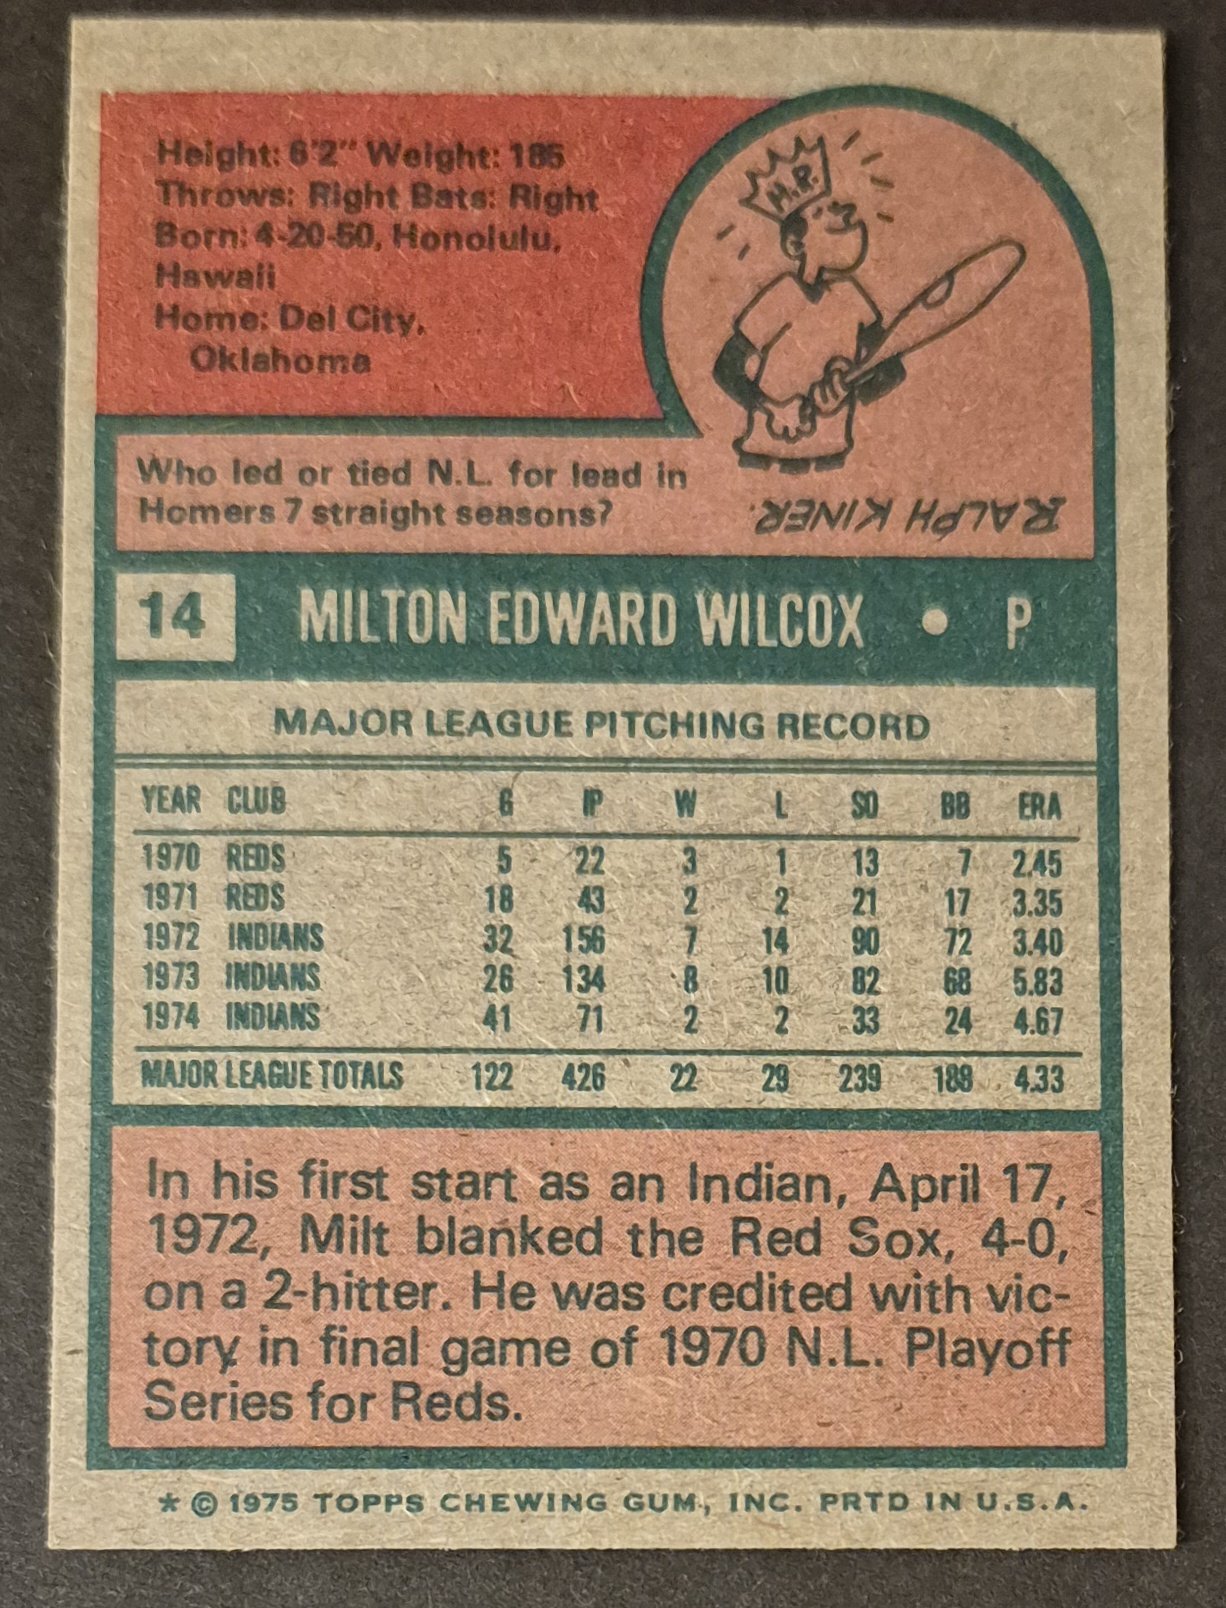 Height: 6'2" Weight: 185
Throws: Right Bats: Right
Born: 4-20-50, Honolulu,
Hawaii
Home: Del City,
Oklahoma
H.R.
Who led or tied N.L. for lead in
Homers 7 straight seasons?
RALPH KINER.
14 MILTON EDWARD WILCOX • P
MAJOR LEAGUE PITCHING RECORD
YEAR CLUB G IP W L SO BB ERA
1970 REDS 5 22 3 1 13 7 2.45
1971 REDS 18 43 2 2 21 17 3.35
1972 INDIANS 32 156 7 14 90 72 3.40
1973 INDIANS 26 134 8 10 82 68 5.83
1974 INDIANS 41 71 2 2 33 24 4.67
MAJOR LEAGUE TOTALS 122 426 22 29 239 188 4.33
In his first start as an Indian, April 17,
1972, Milt blanked the Red Sox, 4-0,
on a 2-hitter. He was credited with vic-
tory in final game of 1970 N.L. Playoff
Series for Reds.
* © 1975 TOPPS CHEWING GUM, INC. PRTD IN U.S.A.